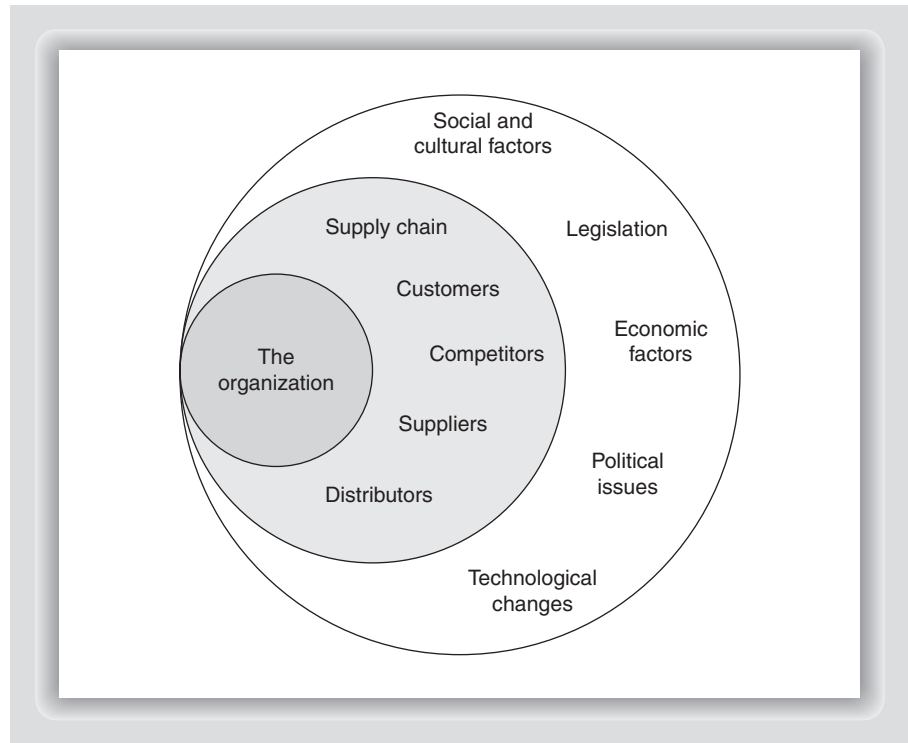 Social and
cultural factors
Supply chain
Legislation
Customers
Economic
factors
The
organization
Competitors
Suppliers
Political
issues
Distributors
Technological
changes